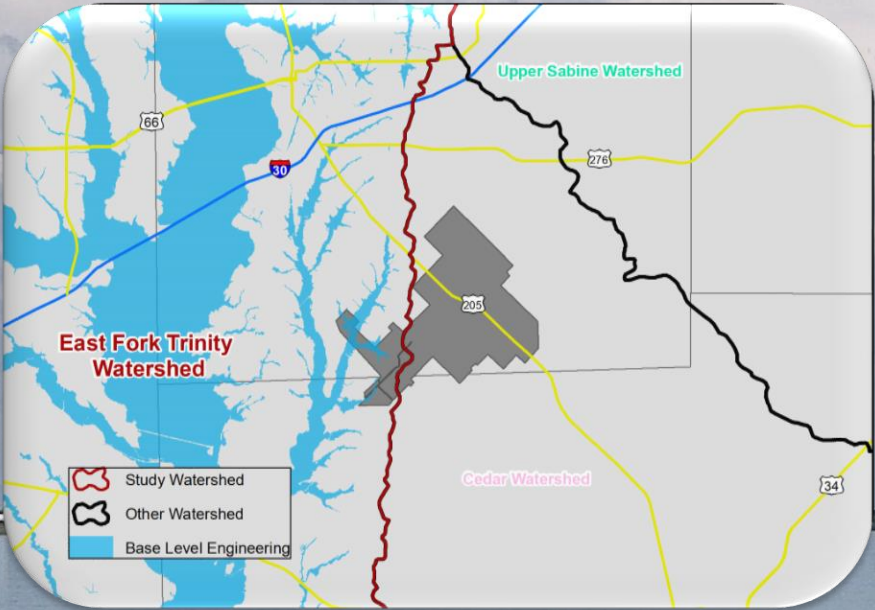 Upper Sabine Watershed
66
276
30
205
East Fork Trinity
Watershed
Cedar Watershed
34
Study Watershed
Other Watershed
Base Level Engineering